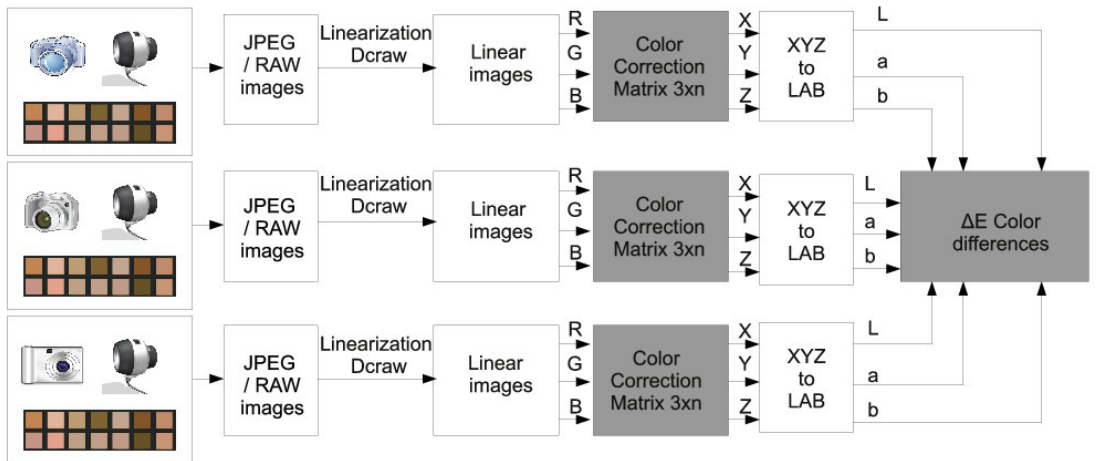 JPEG
/ RAW
images
Linearization
Dcraw
Linear
images
R
G
B
Color
Correction
Matrix 3xn
X
Y
Z
XYZ
to
LAB
L
a
b
JPEG
/ RAW
images
Linearization
Dcraw
Linear
images
R
G
B
Color
Correction
Matrix 3xn
X
Y
Z
XYZ
to
LAB
L
a
b
ΔE Color
differences
JPEG
/ RAW
images
Linearization
Dcraw
Linear
images
R
G
B
Color
Correction
Matrix 3xn
X
Y
Z
XYZ
to
LAB
L
a
b